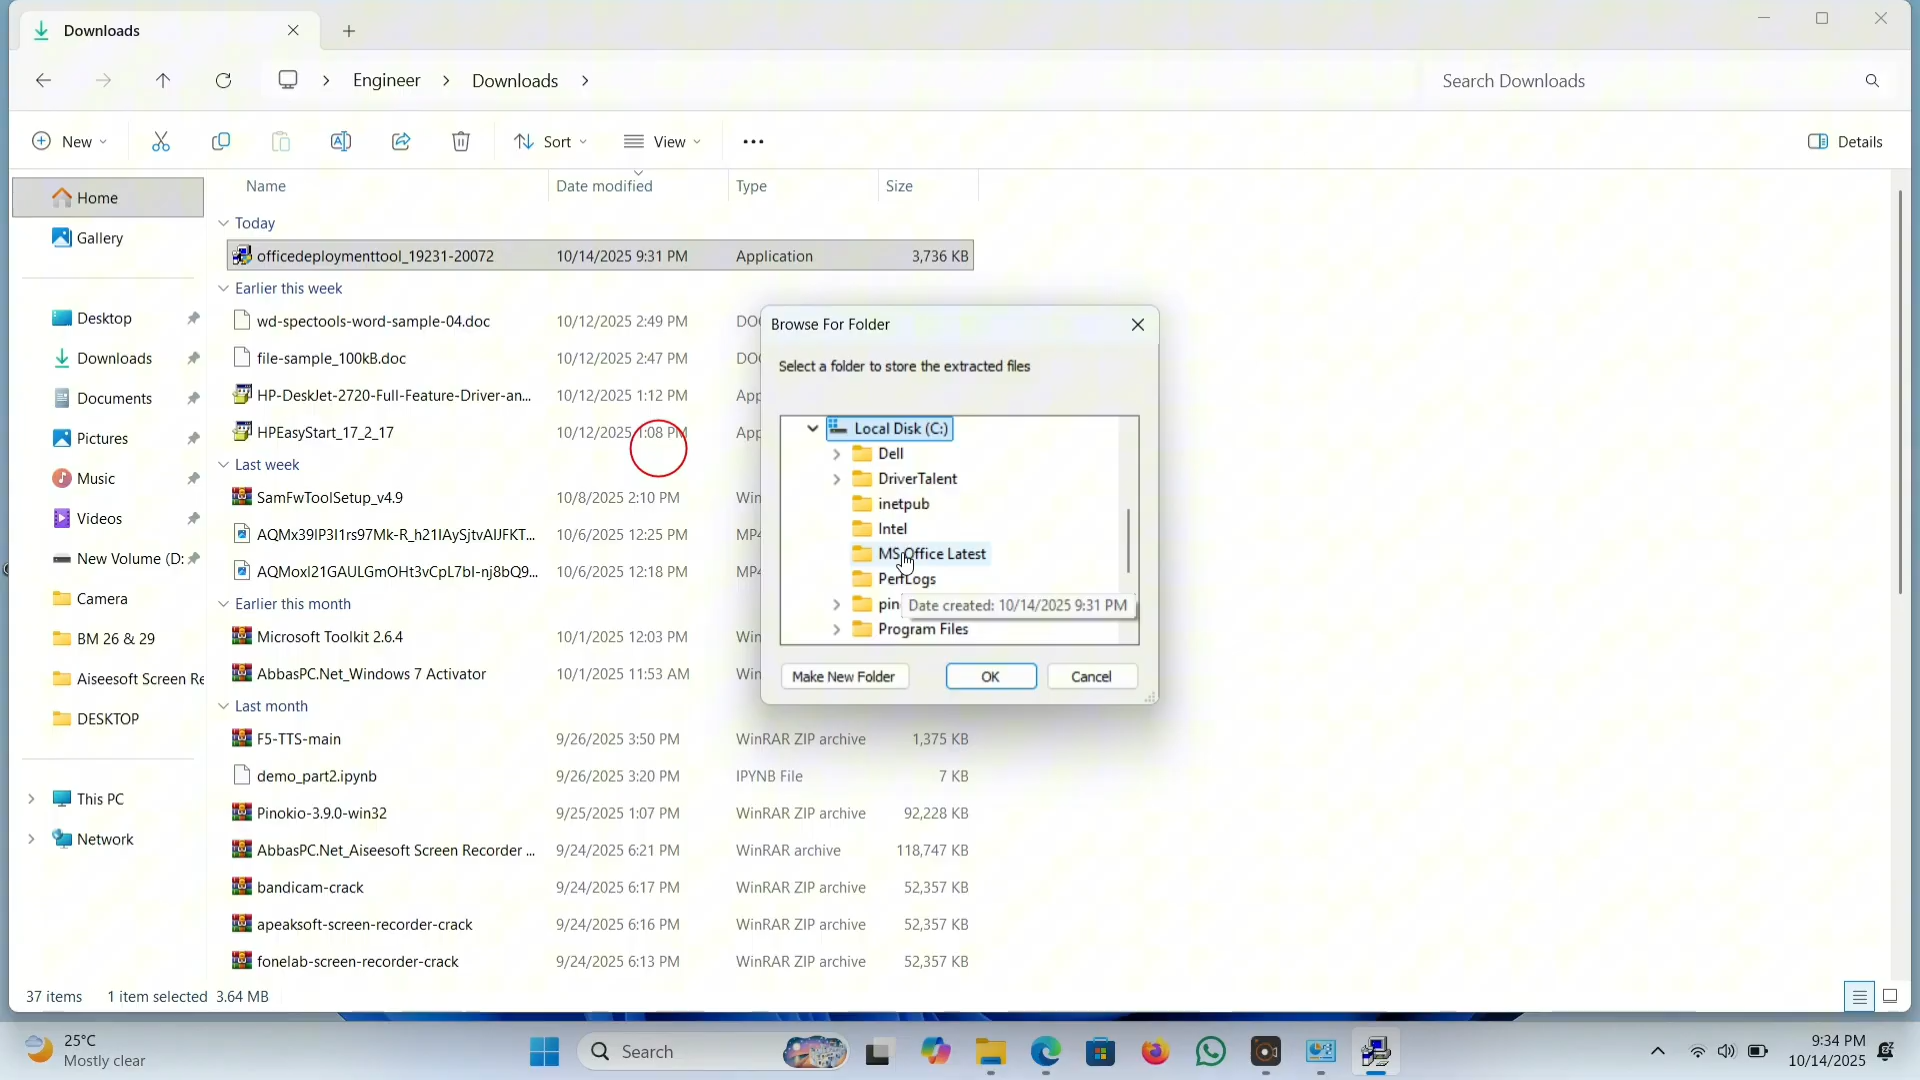 Downloads
Engineer
Downloads
Search Downloads
New
Sort
View
Details
Name
Date modified
Type
Size
Home
Gallery
Desktop
Downloads
Documents
Pictures
Music
Videos
New Volume (D:
Camera
BM 26 & 29
Aiseesoft Screen Re
DESKTOP
This PC
Network
Today
officedeploymenttool_19231-20072 10/14/2025 9:31 PM Application 3,736 KB
Earlier this week
wd-spectools-word-sample-04.doc 10/12/2025 2:49 PM DOC
file-sample_100kB.doc 10/12/2025 2:47 PM DOC
HP-DeskJet-2720-Full-Feature-Driver-an... 10/12/2025 1:12 PM App
HPEasyStart_17_2_17 10/12/2025 1:08 PM App
Last week
SamFwToolSetup_v4.9 10/8/2025 2:10 PM Win
AQMx39IP3I1rs97Mk-R_h21IAySjtvAIJFKT... 10/6/2025 12:25 PM MP4
AQMoxI21GAULGmOHt3vCpL7bI-nj8bQ9... 10/6/2025 12:18 PM MP4
Earlier this month
Microsoft Toolkit 2.6.4 10/1/2025 12:03 PM Win
AbbasPC.Net_Windows 7 Activator 10/1/2025 11:53 AM Win
Last month
F5-TTS-main 9/26/2025 3:50 PM WinRAR ZIP archive 1,375 KB
demo_part2.ipynb 9/26/2025 3:20 PM IPYNB File 7 KB
Pinokio-3.9.0-win32 9/25/2025 1:07 PM WinRAR ZIP archive 92,228 KB
AbbasPC.Net_Aiseesoft Screen Recorder ... 9/24/2025 6:21 PM WinRAR archive 118,747 KB
bandicam-crack 9/24/2025 6:17 PM WinRAR ZIP archive 52,357 KB
apeaksoft-screen-recorder-crack 9/24/2025 6:16 PM WinRAR ZIP archive 52,357 KB
fonelab-screen-recorder-crack 9/24/2025 6:13 PM WinRAR ZIP archive 52,357 KB
Browse For Folder
Select a folder to store the extracted files
Local Disk (C:)
Dell
DriverTalent
inetpub
Intel
MS Office Latest
PerfLogs
pin
Date created: 10/14/2025 9:31 PM
Program Files
Make New Folder
OK
Cancel
37 items
1 item selected 3.64 MB
25°C
Mostly clear
Search
9:34 PM
10/14/2025